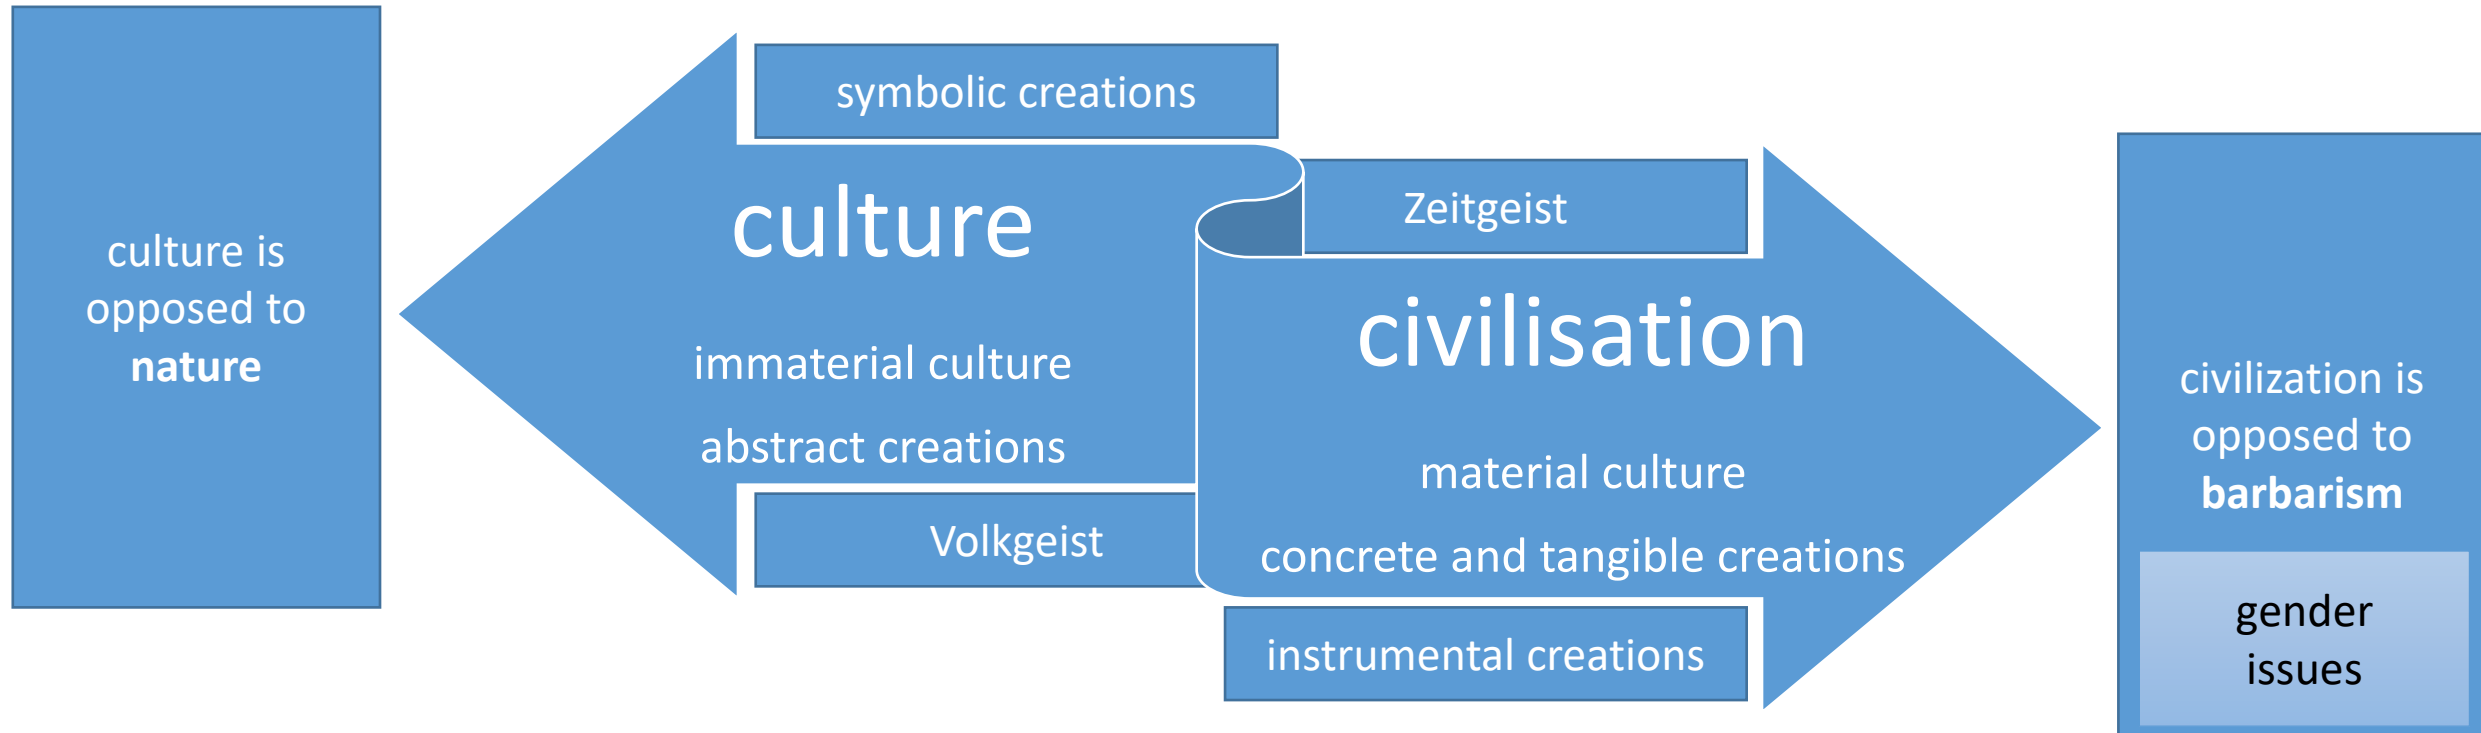 culture is
opposed to
nature
symbolic creations
culture
immaterial culture
abstract creations
Volkgeist
Zeitgeist
civilisation
material culture
concrete and tangible creations
instrumental creations
civilization is
opposed to
barbarism
gender
issues